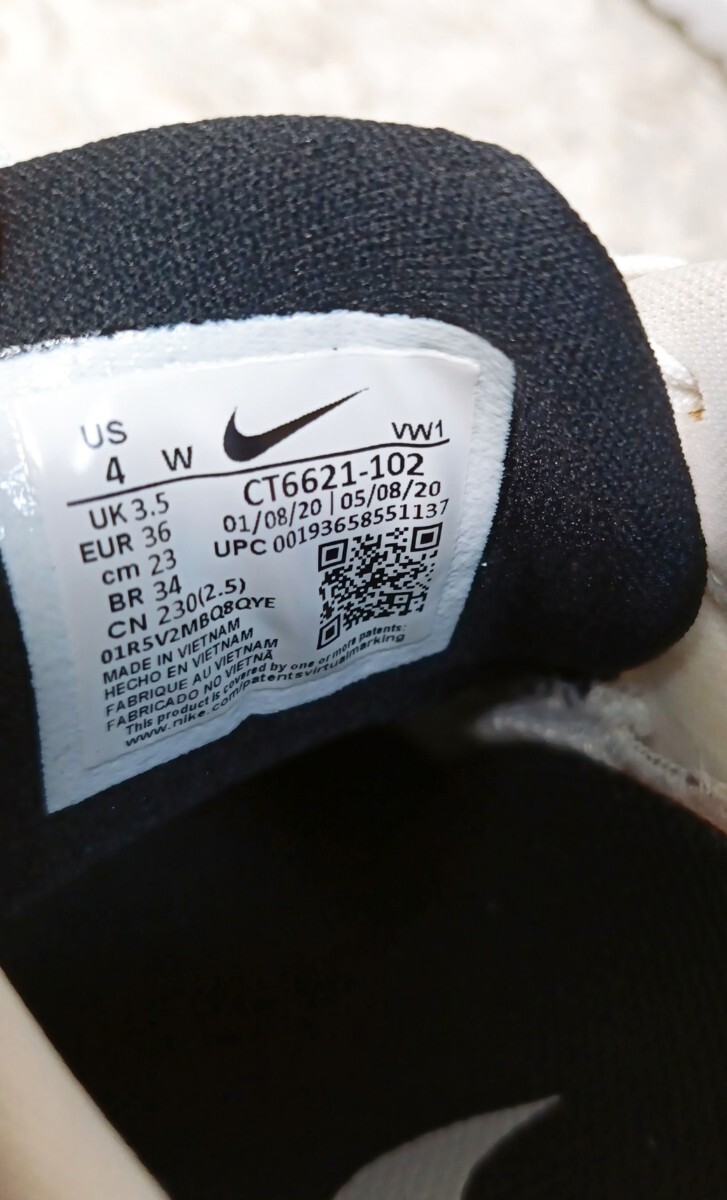 US
4 W
VW1
UK 3.5
EUR 36
cm 23
BR 34
CN 230(2.5)
CT6621-102
01/08/20 | 05/08/20
UPC 00193658551137
01R5V2MBQ8QYE
MADE IN VIETNAM
HECHO EN VIETNAM
FABRIQUE AU VIETNAM
FABRICADO NO VIETNÃ
This product is covered by one or more patents:
www.nike.com/patentsvirtualmarking